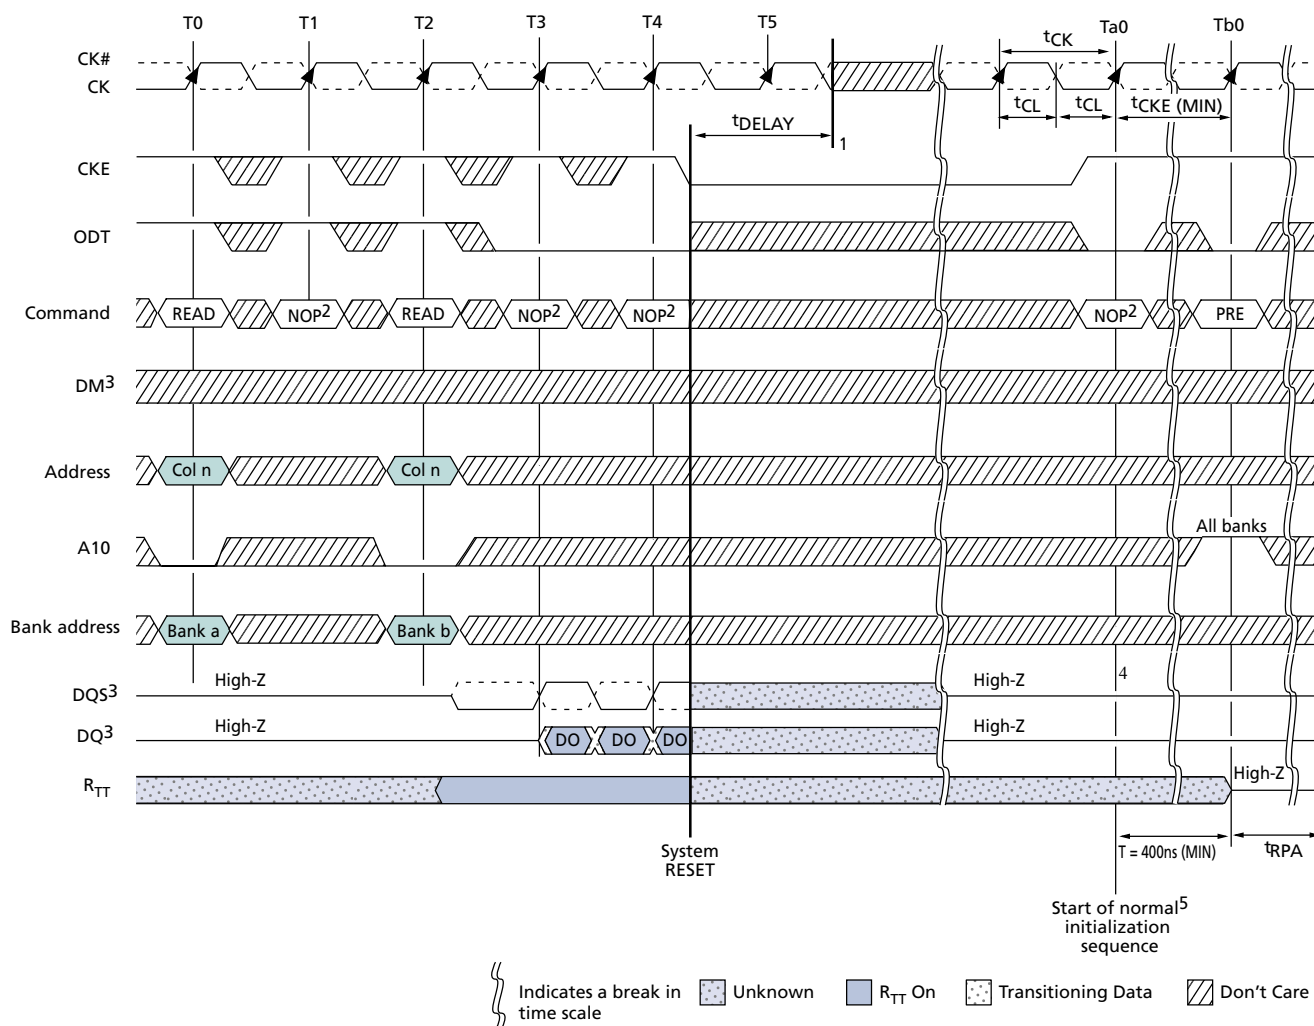 T0 T1 T2 T3 T4 T5 Ta0 Tb0
tCK
CK#
CK
tCL tCL tCKE (MIN)
tDELAY
1
CKE
ODT
Command READ NOP2 READ NOP2 NOP2 NOP2 PRE
DM3
Address Col n Col n
All banks
A10
Bank address Bank a Bank b
DQS3 High-Z High-Z 4
DQ3 High-Z DO DO DO High-Z
RTT High-Z
System
RESET
T = 400ns (MIN) tRPA
Start of normal5
initialization
sequence
Indicates a break in
time scale
Unknown
RTT On
Transitioning Data
Don't Care